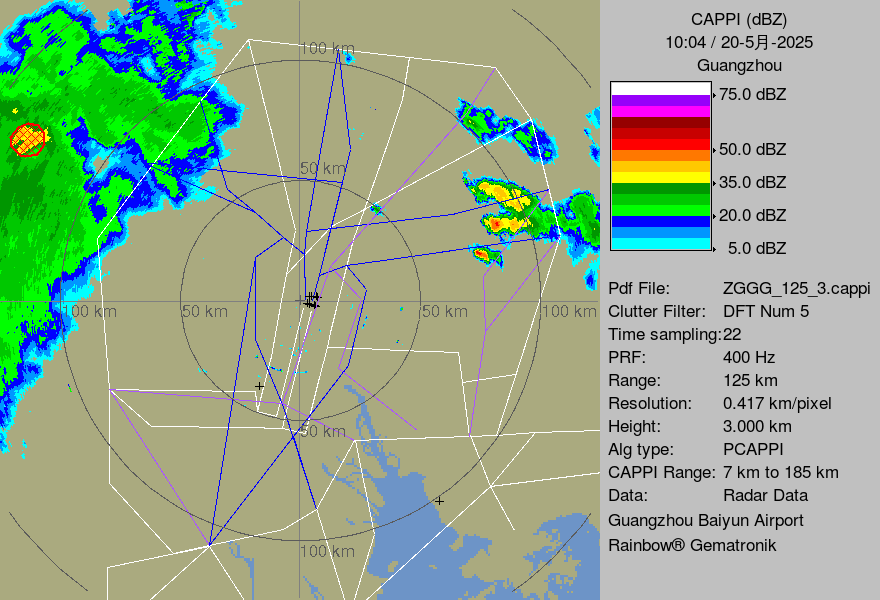 100 km
50 km
100 km
50 km
50 km
100 km
50 km
100 km
CAPPI (dBZ)
10:04 / 20-5月-2025
Guangzhou
75.0 dBZ
50.0 dBZ
35.0 dBZ
20.0 dBZ
5.0 dBZ
Pdf File: ZGGG_125_3.cappi
Clutter Filter: DFT Num 5
Time sampling:22
PRF: 400 Hz
Range: 125 km
Resolution: 0.417 km/pixel
Height: 3.000 km
Alg type: PCAPPI
CAPPI Range: 7 km to 185 km
Data: Radar Data
Guangzhou Baiyun Airport
Rainbow® Gematronik